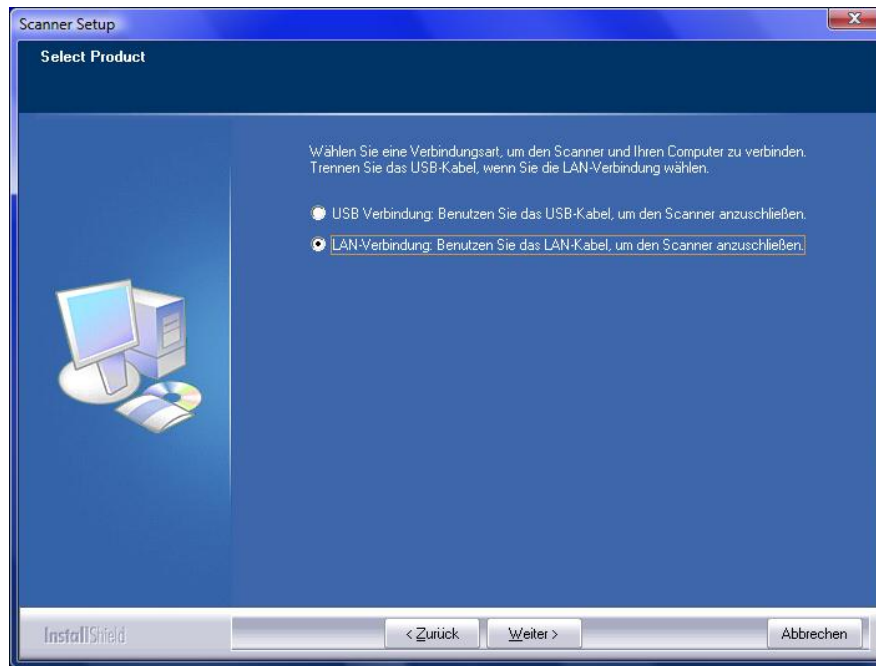 Scanner Setup
Select Product
Wählen Sie eine Verbindungsart, um den Scanner und Ihren Computer zu verbinden.
Trennen Sie das USB-Kabel, wenn Sie die LAN-Verbindung wählen.
USB Verbindung: Benutzen Sie das USB-Kabel, um den Scanner anzuschließen.
LAN-Verbindung: Benutzen Sie das LAN-Kabel, um den Scanner anzuschließen.
InstallShield
< Zurück
Weiter >
Abbrechen